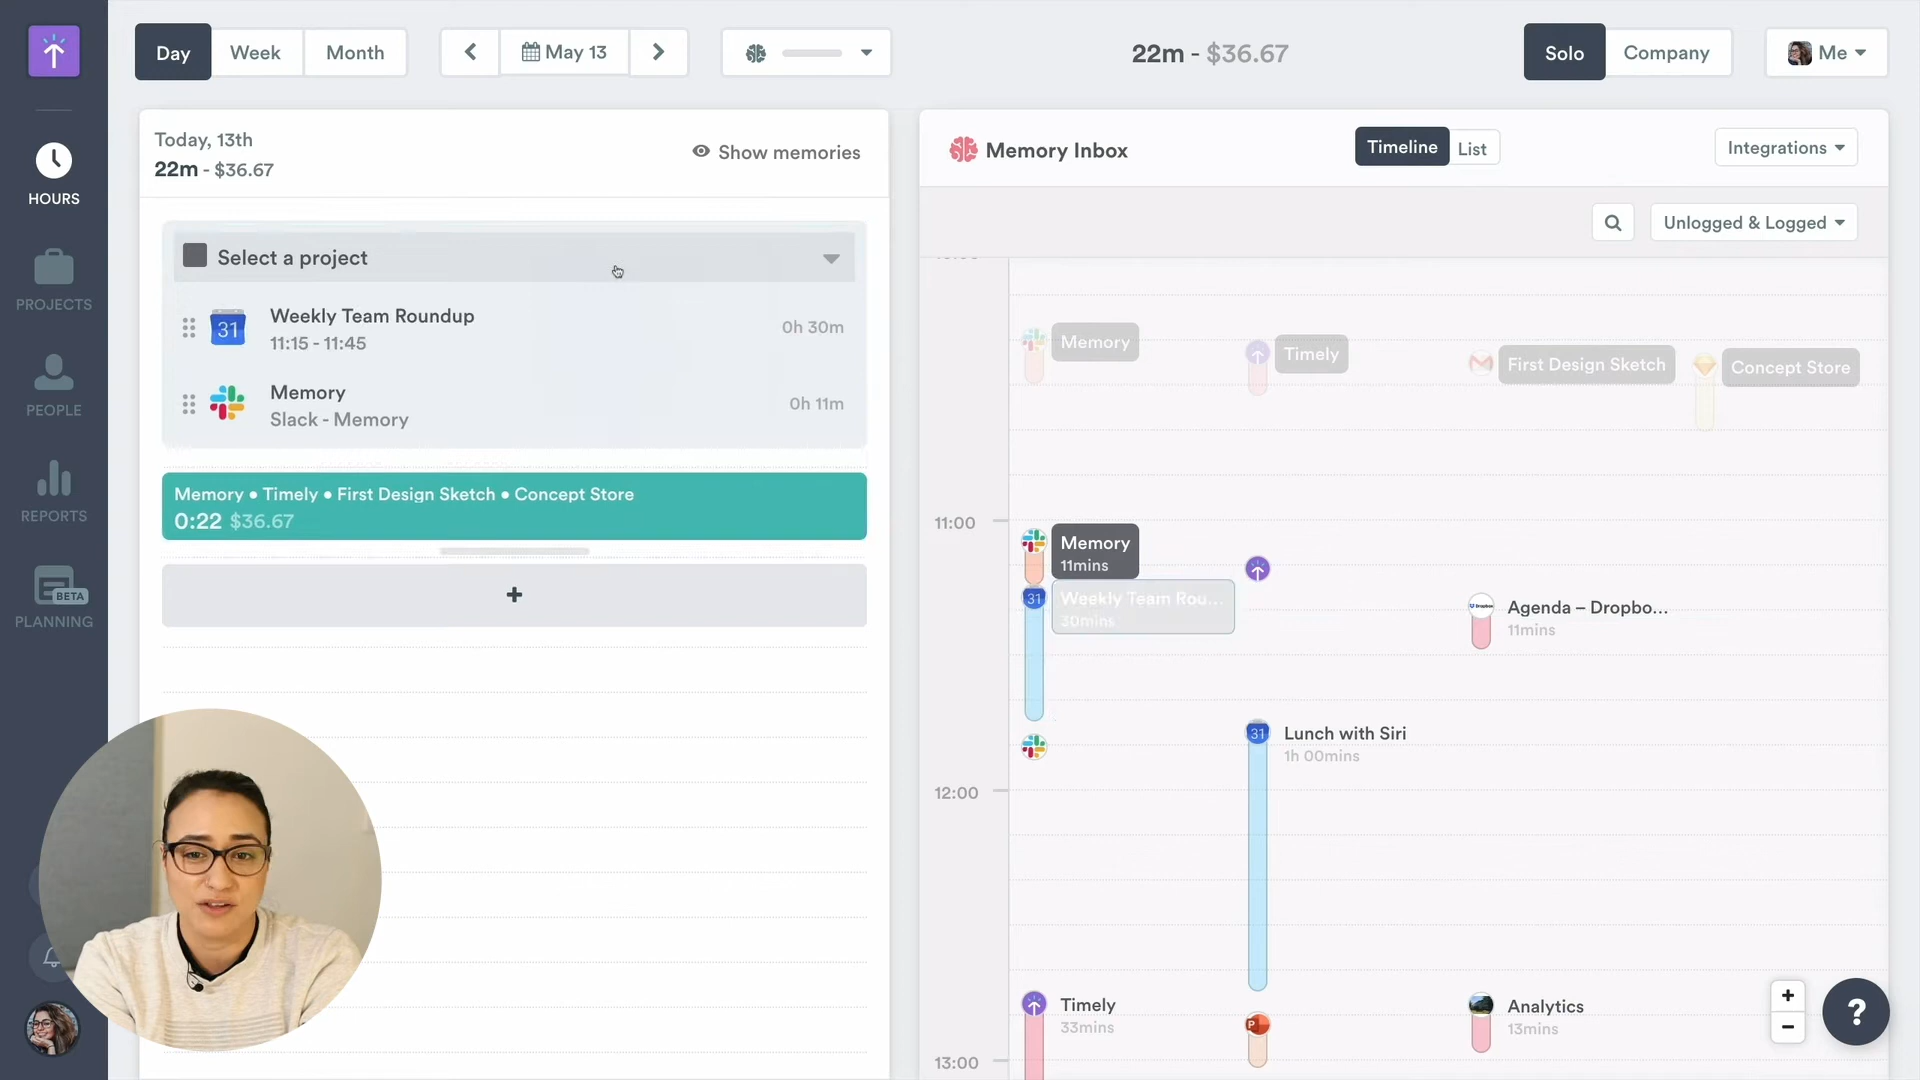 Day
Week
Month
May 13
22m - $36.67
Solo
Company
Me
HOURS
PROJECTS
PEOPLE
REPORTS
BETA
PLANNING
Today, 13th
22m - $36.67
Show memories
Select a project
31
Weekly Team Roundup
11:15 - 11:45
0h 30m
Memory
Slack - Memory
0h 11m
Memory • Timely • First Design Sketch • Concept Store
0:22 $36.67
+
Memory Inbox
Timeline
List
Integrations
Unlogged & Logged
Memory
Timely
First Design Sketch
Concept Store
11:00
Memory
11mins
31
Weekly Team Rou...
30mins
Dropbox
Agenda – Dropbo...
11mins
31
Lunch with Siri
1h 00mins
12:00
Timely
33mins
P
Analytics
13mins
13:00
+
−
?